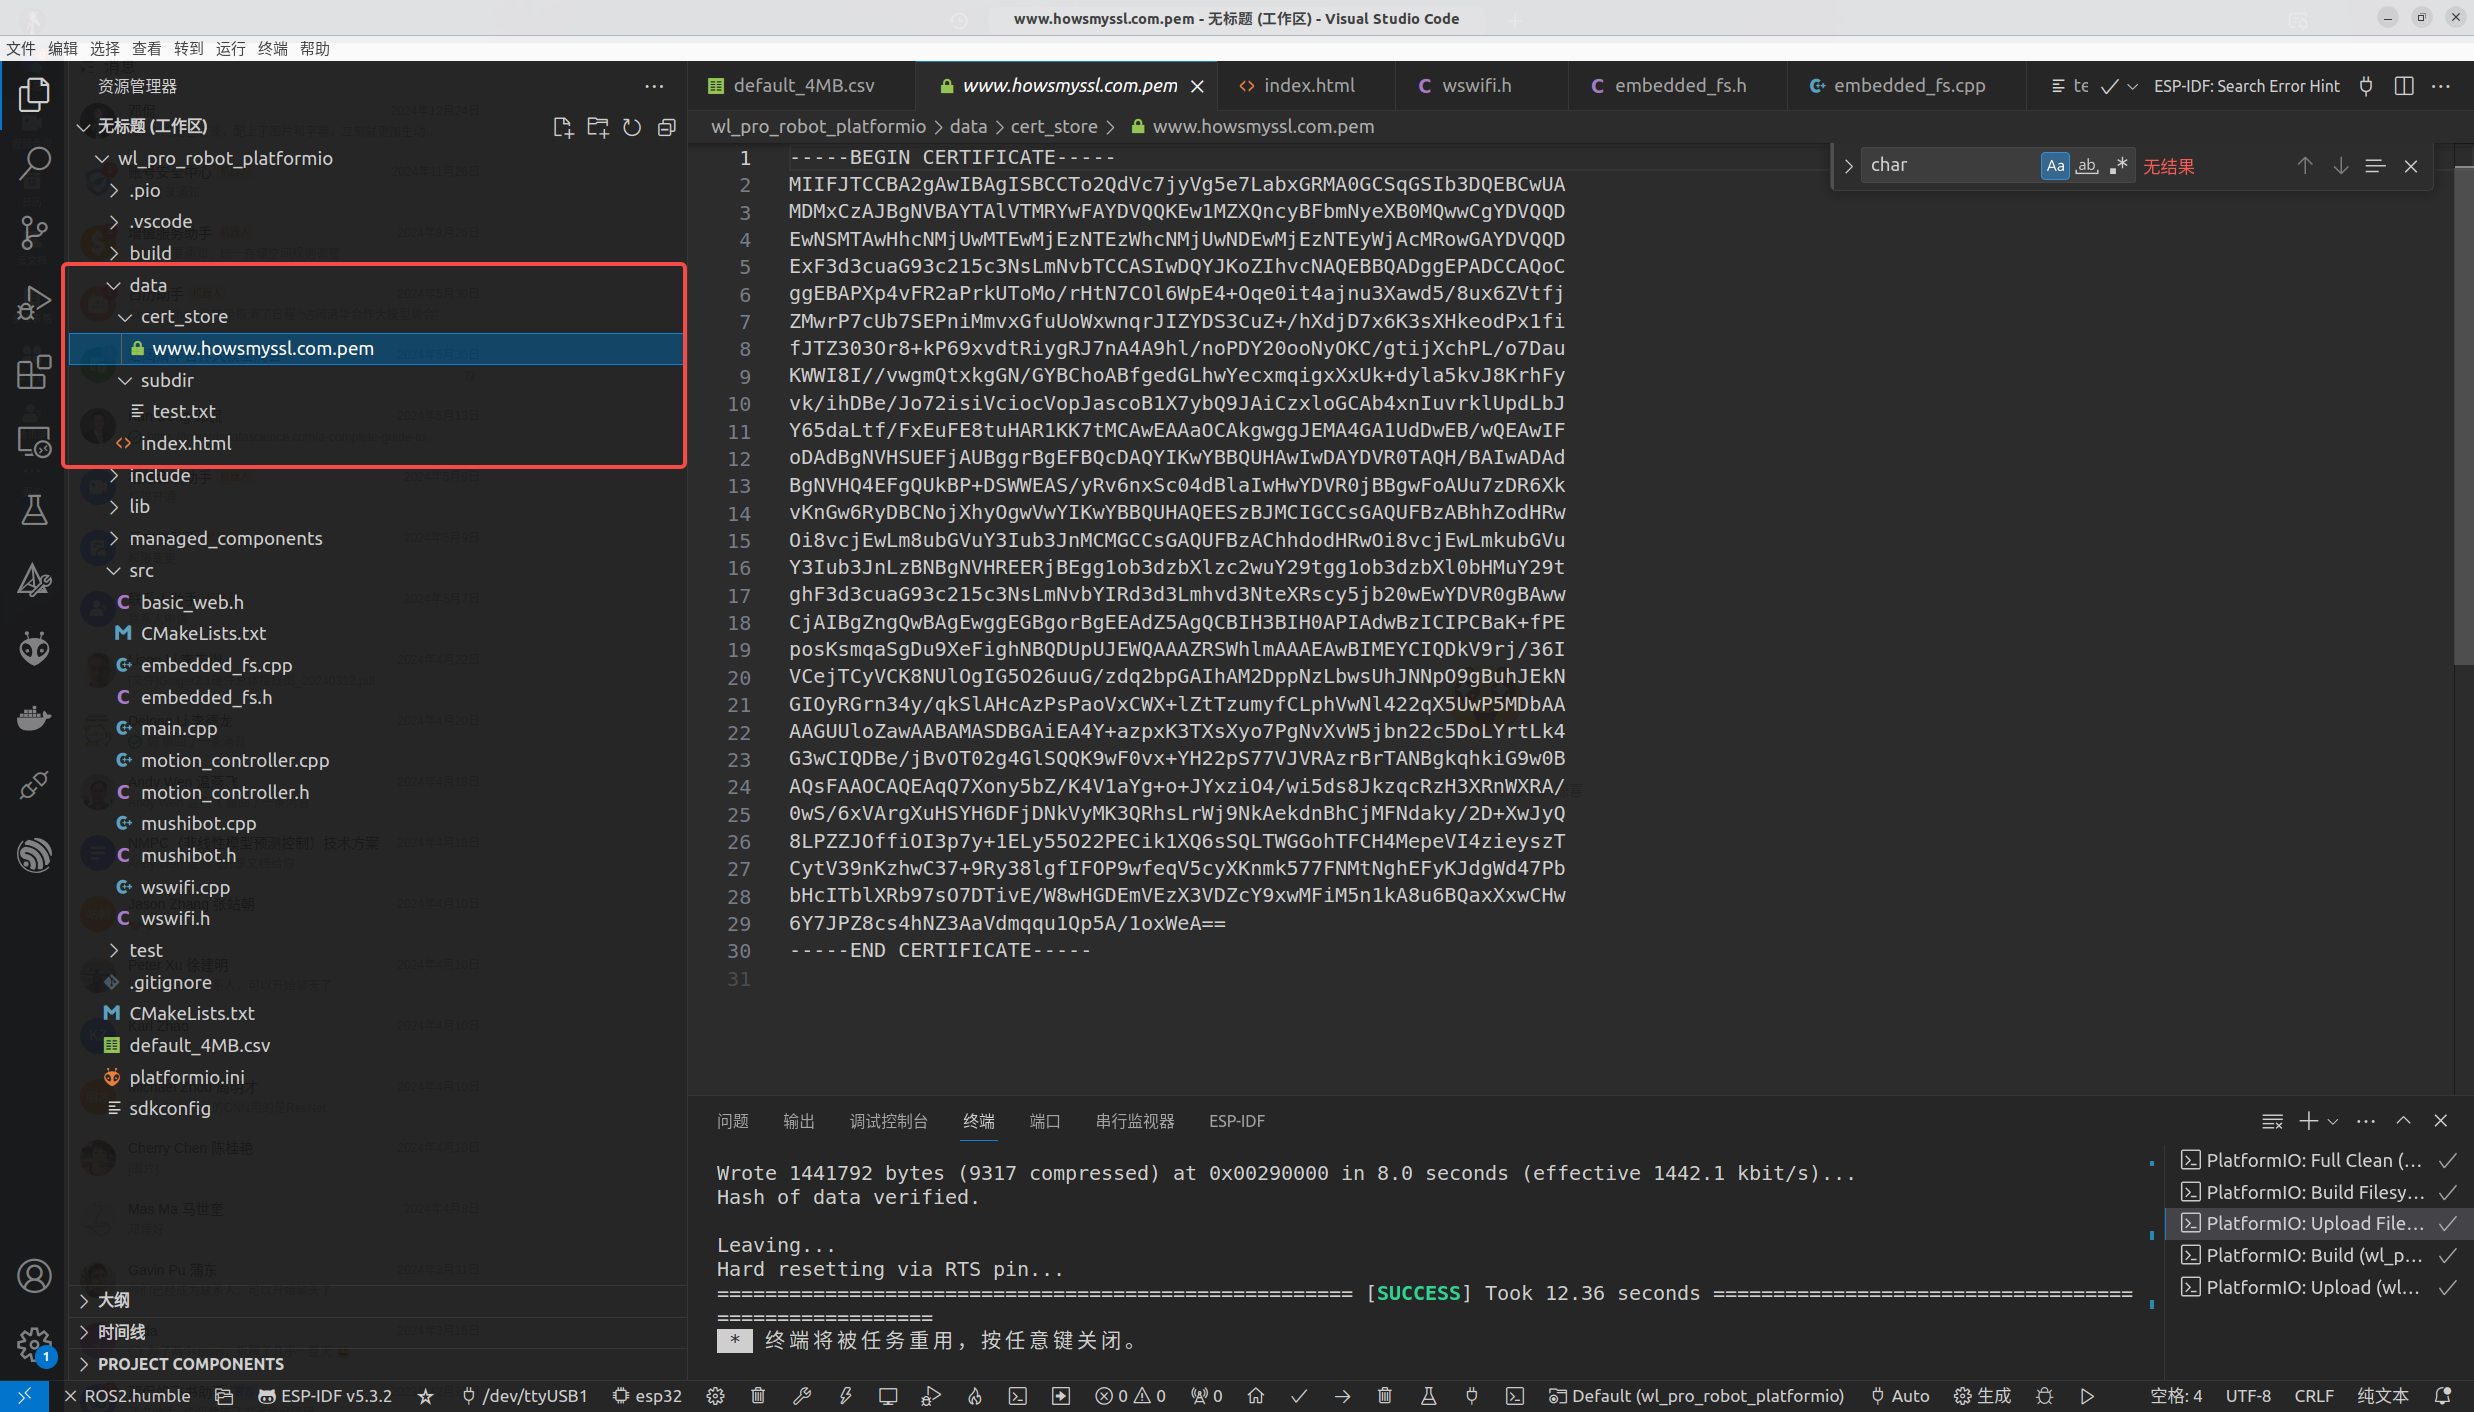 www.howsmyssl.com.pem - 无标题 (工作区) - Visual Studio Code
文件 编辑 选择 查看 转到 运行 终端 帮助
资源管理器
无标题 (工作区)
wl_pro_robot_platformio
.pio
.vscode
build
data
cert_store
www.howsmyssl.com.pem
subdir
test.txt
index.html
include
lib
managed_components
src
basic_web.h
CMakeLists.txt
embedded_fs.cpp
embedded_fs.h
main.cpp
motion_controller.cpp
motion_controller.h
mushibot.cpp
mushibot.h
wswifi.cpp
wswifi.h
test
.gitignore
CMakeLists.txt
default_4MB.csv
platformio.ini
sdkconfig
大纲
时间线
PROJECT COMPONENTS
default_4MB.csv www.howsmyssl.com.pem index.html wswifi.h embedded_fs.h embedded_fs.cpp te ESP-IDF: Search Error Hint
wl_pro_robot_platformio > data > cert_store > www.howsmyssl.com.pem
char Aa ab 无结果
1 -----BEGIN CERTIFICATE-----
2 MIIFJTCCBA2gAwIBAgISBCCTo2QdVc7jyVg5e7LabxGRMA0GCSqGSIb3DQEBCwUA
3 MDMxCzAJBgNVBAYTAlVTMRYwFAYDVQQKEw1MZXQncyBFbmNyeXB0MQwwCgYDVQQD
4 EwNSMTAwHhcNMjUwMTEwMjEzNTEzWhcNMjUwNDEwMjEzNTEyWjAcMRowGAYDVQQD
5 ExF3d3cuaG93c215c3NsLmNvbTCCASIwDQYJKoZIhvcNAQEBBQADggEPADCCAQoC
6 ggEBAPXp4vFR2aPrkUToMo/rHtN7COl6WpE4+Oqe0it4ajnu3Xawd5/8ux6ZVtfj
7 ZMwrP7cUb7SEPniMmvxGfuUoWxwnqrJIZYDS3CuZ+/hXdjD7x6K3sXHkeodPx1fi
8 fJTZ303Or8+kP69xvdtRiygRJ7nA4A9hl/noPDY20ooNyOKC/gtijXchPL/o7Dau
9 KWWI8I//vwgmQtxkgGN/GYBChoABfgedGLhwYecxmqigxXxUk+dyla5kvJ8KrhFy
10 vk/ihDBe/Jo72isiVciocVopJascoB1X7ybQ9JAiCzxloGCAb4xnIuvrklUpdLbJ
11 Y65daLtf/FxEuFE8tuHAR1KK7tMCAwEAAaOCAkgwggJEMA4GA1UdDwEB/wQEAwIF
12 oDAdBgNVHSUEFjAUBggrBgEFBQcDAQYIKwYBBQUHAwIwDAYDVR0TAQH/BAIwADAd
13 BgNVHQ4EFgQUkBP+DSWWEAS/yRv6nxSc04dBlaIwHwYDVR0jBBgwFoAUu7zDR6Xk
14 vKnGw6RyDBCNojXhyOgwVwYIKwYBBQUHAQEESzBJMCIGCCsGAQUFBzABhhZodHRw
15 Oi8vcjEwLm8ubGVuY3Iub3JnMCMGCCsGAQUFBzAChhdodHRwOi8vcjEwLmkubGVu
16 Y3Iub3JnLzBNBgNVHREERjBEgg1ob3dzbXlzc2wuY29tgg1ob3dzbXl0bHMuY29t
17 ghF3d3cuaG93c215c3NsLmNvbYIRd3d3Lmhvd3NteXRscy5jb20wEwYDVR0gBAww
18 CjAIBgZngQwBAgEwggEGBgorBgEEAdZ5AgQCBIH3BIH0APIAdwBzICIPCBaK+fPE
19 posKsmqaSgDu9XeFighNBQDUpUJEWQAAAZRSWhlmAAAEAwBIMEYCIQDkV9rj/36I
20 VCejTCyVCK8NUlOgIG5O26uuG/zdq2bpGAIhAM2DppNzLbwsUhJNNpO9gBuhJEkN
21 GIOyRGrn34y/qkSlAHcAzPsPaoVxCWX+lZtTzumyfCLphVwNl422qX5UwP5MDbAA
22 AAGUUloZawAABAMASDBGAiEA4Y+azpxK3TXsXyo7PgNvXvW5jbn22c5DoLYrtLk4
23 G3wCIQDBe/jBvOT02g4GlSQQK9wF0vx+YH22pS77VJVRAzrBrTANBgkqhkiG9w0B
24 AQsFAAOCAQEAqQ7Xony5bZ/K4V1aYg+o+JYxziO4/wi5ds8JkzqcRzH3XRnWXRA/
25 0wS/6xVArgXuHSYH6DFjDNkVyMK3QRhsLrWj9NkAekdnBhCjMFNdaky/2D+XwJyQ
26 8LPZZJOffiOI3p7y+1ELy55O22PECik1XQ6sSQLTWGGohTFCH4MepeVI4zieyszT
27 CytV39nKzhwC37+9Ry38lgfIFOP9wfeqV5cyXKnmk577FNMtNghEFyKJdgWd47Pb
28 bHcITblXRb97sO7DTivE/W8wHGDEmVEzX3VDZcY9xwMFiM5n1kA8u6BQaxXxwCHw
29 6Y7JPZ8cs4hNZ3AaVdmqqu1Qp5A/1oxWeA==
30 -----END CERTIFICATE-----
31
问题 输出 调试控制台 终端 端口 串行监视器 ESP-IDF
Wrote 1441792 bytes (9317 compressed) at 0x00290000 in 8.0 seconds (effective 1442.1 kbit/s)...
Hash of data verified.
Leaving...
Hard resetting via RTS pin...
===================================================== [SUCCESS] Took 12.36 seconds ===================================
==================
* 终端将被任务重用，按任意键关闭。
PlatformIO: Full Clean (...
PlatformIO: Build Filesy...
PlatformIO: Upload File...
PlatformIO: Build (wl_p...
PlatformIO: Upload (wl...
1
ROS2.humble ESP-IDF v5.3.2 /dev/ttyUSB1 esp32 0 0 0 Default (wl_pro_robot_platformio) Auto 生成 空格: 4 UTF-8 CRLF 纯文本